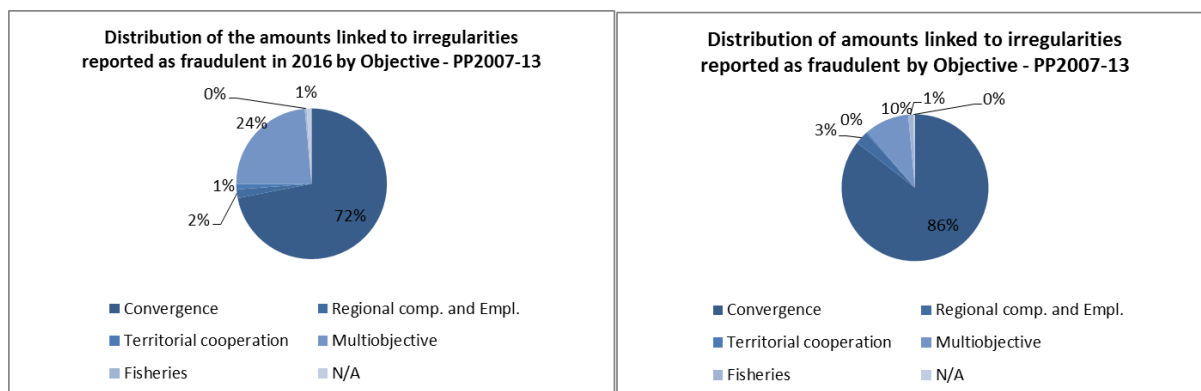 Distribution of the amounts linked to irregularities
reported as fraudulent in 2016 by Objective - PP2007-13
0%
1%
24%
1%
2%
72%
Convergence
Regional comp. and Empl.
Territorial cooperation
Multiobjective
Fisheries
N/A
Distribution of amounts linked to irregularities
reported as fraudulent by Objective - PP2007-13
0%
10%
1%
0%
3%
86%
Convergence
Regional comp. and Empl.
Territorial cooperation
Multiobjective
Fisheries
N/A